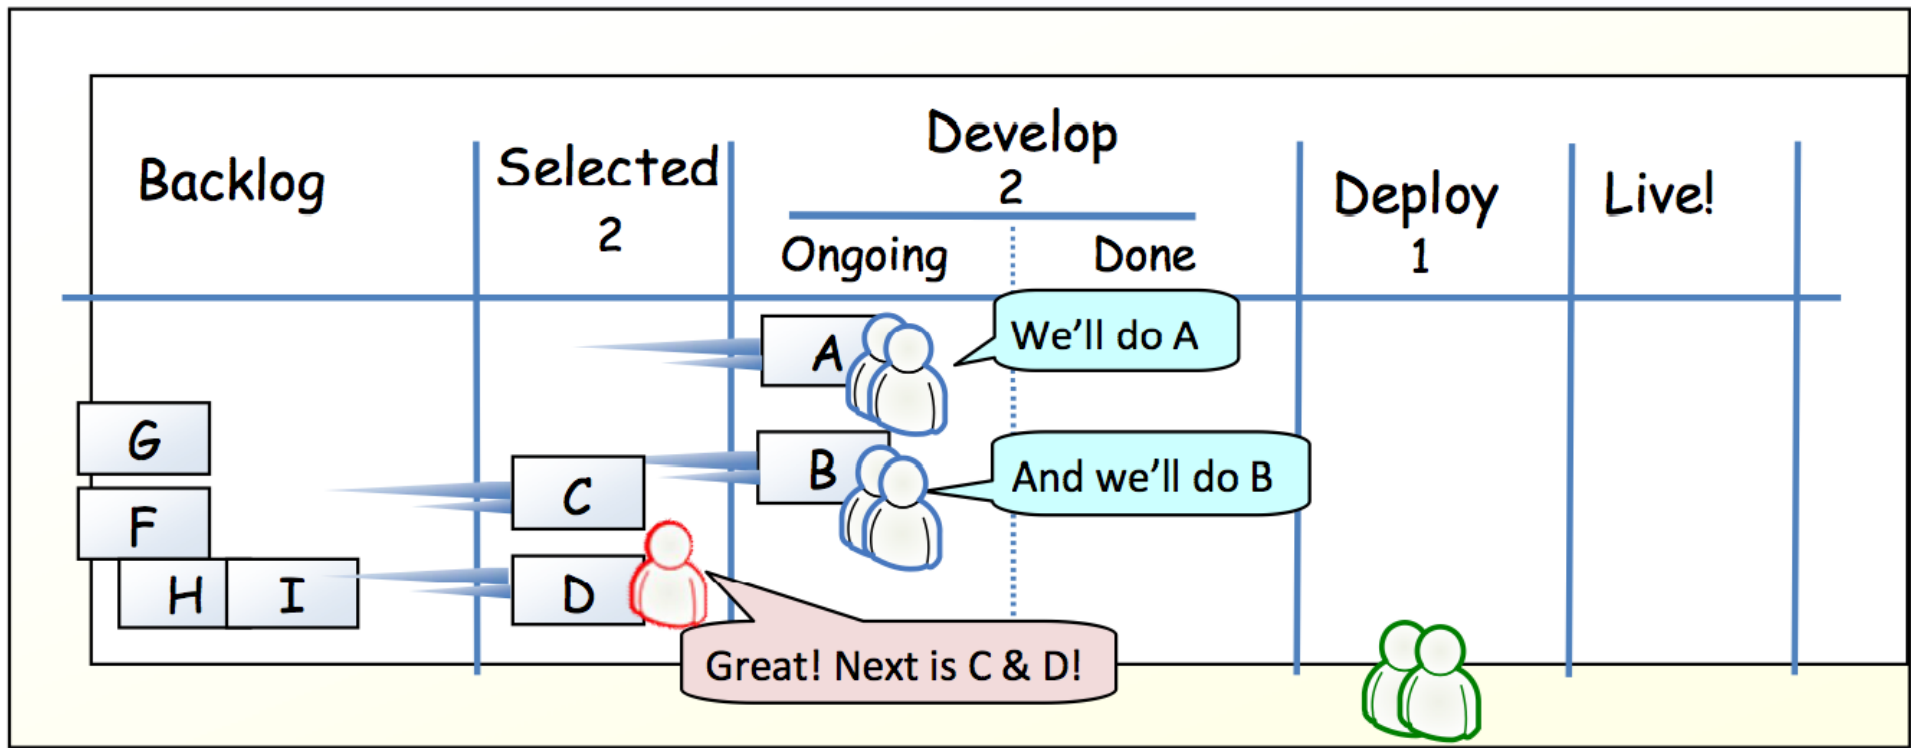 Backlog
Selected
2
Develop
2
Ongoing
Done
Deploy
1
Live!
A
We'll do A
G
B
And we'll do B
C
F
H
I
D
Great! Next is C & D!